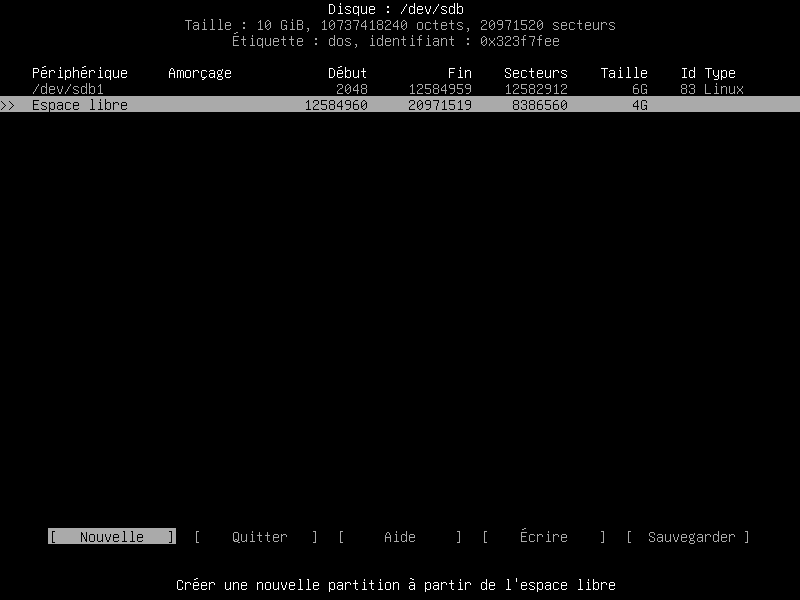 Disque : /dev/sdb
Taille : 10 GiB, 10737418240 octets, 20971520 secteurs
Étiquette : dos, identifiant : 0x323f7fee
Périphérique Amorçage Début Fin Secteurs Taille Id Type
/dev/sdb1 2048 12584959 12582912 6G 83 Linux
>> Espace libre 12584960 20971519 8386560 4G
[ Nouvelle ] [ Quitter ] [ Aide ] [ Écrire ] [ Sauvegarder ]
Créer une nouvelle partition à partir de l'espace libre